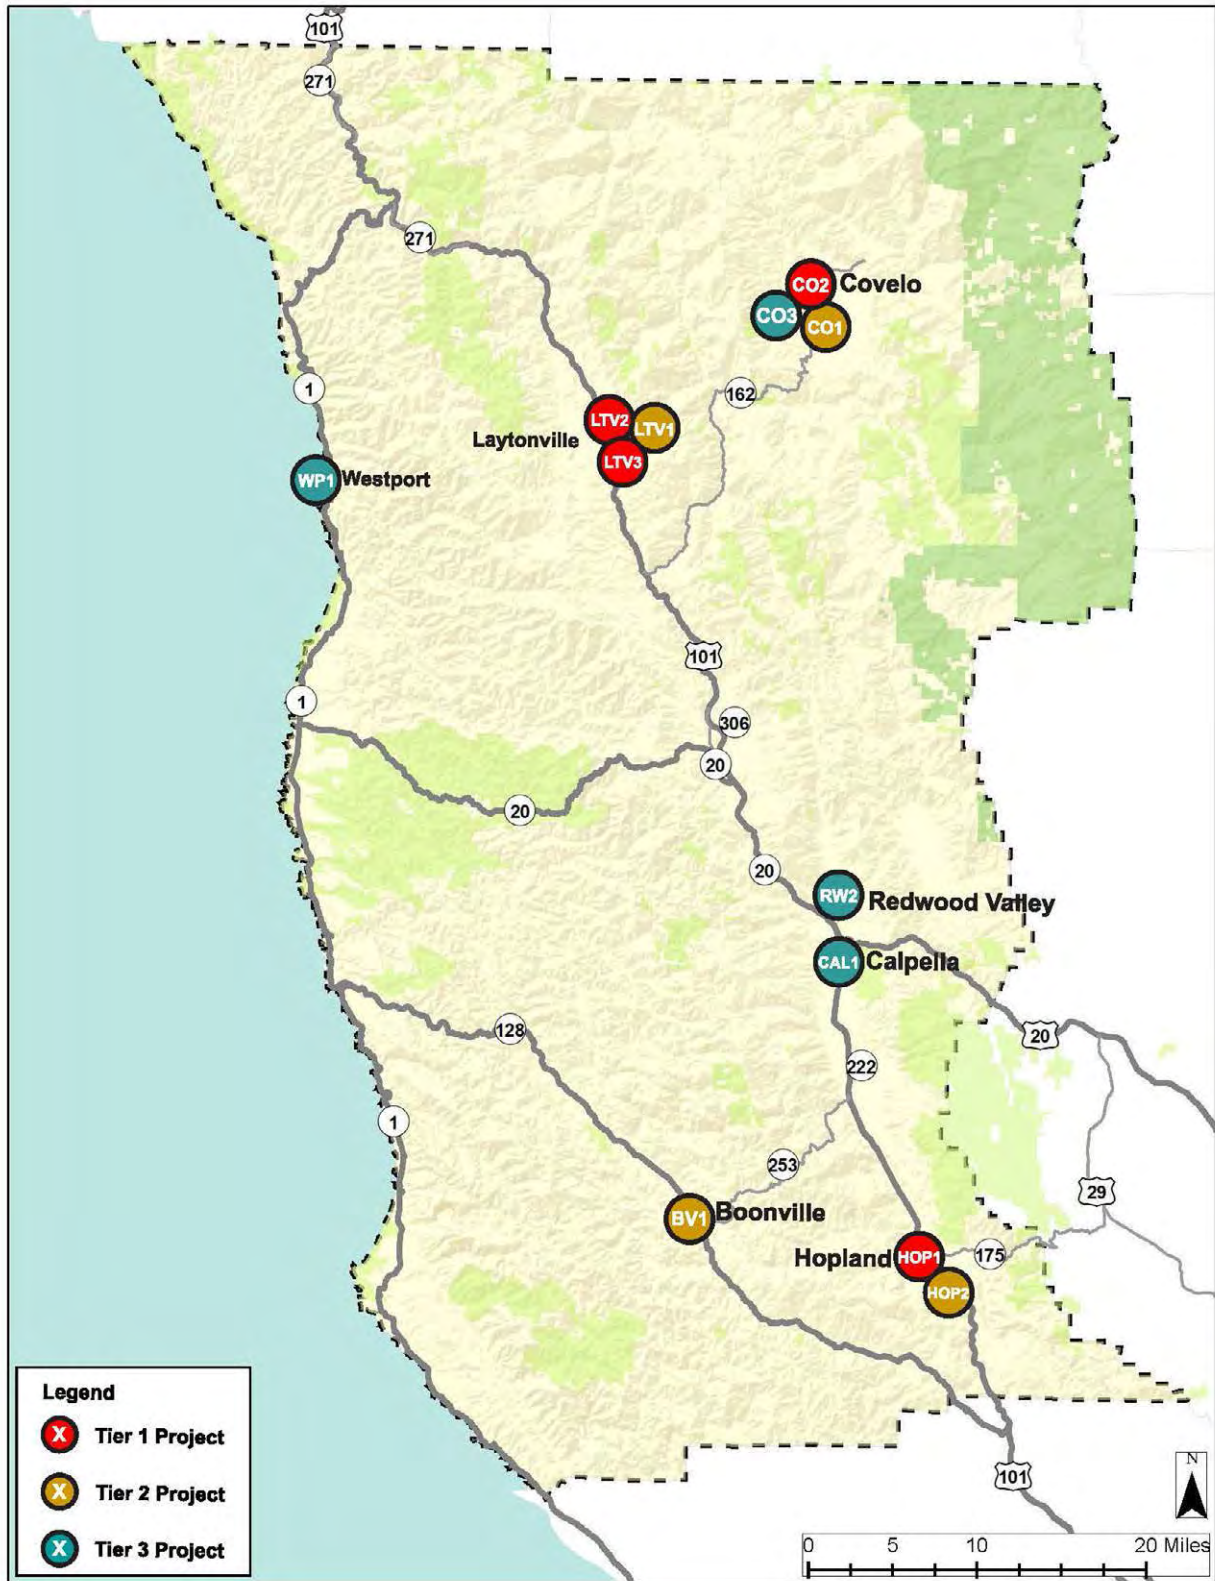 101
271
271
CO2
Covelo
CO3
CO1
1
162
LTV2
LTV1
Laytonville
LTV3
WP1
Westport
101
1
306
20
20
20
RW2
Redwood Valley
CAL1
Calpella
128
20
222
1
253
29
BV1
Boonville
Hopland
HOP1
175
HOP2
Legend
X Tier 1 Project
X Tier 2 Project
X Tier 3 Project
101
N
0 5 10 20 Miles